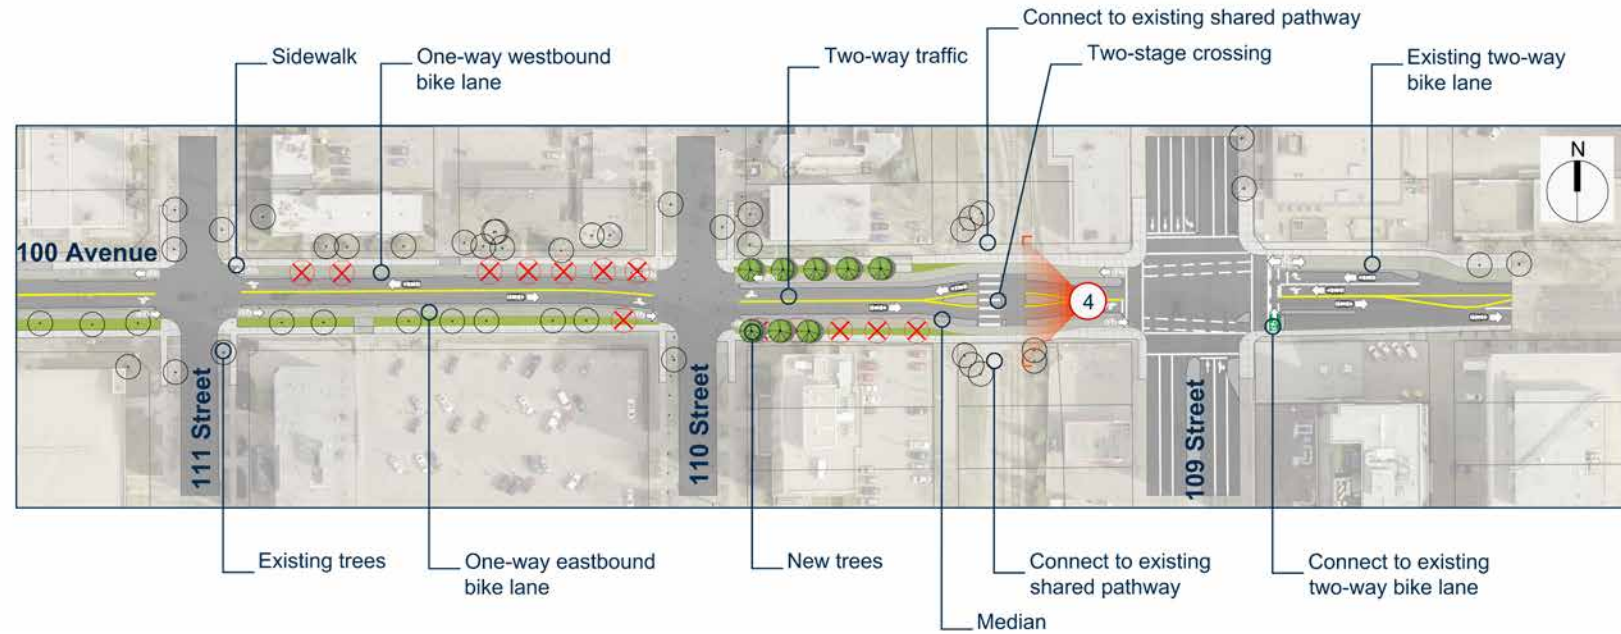 Connect to existing shared pathway
Sidewalk
One-way westbound
bike lane
Two-way traffic
Two-stage crossing
Existing two-way
bike lane
N
100 Avenue
4
111 Street
110 Street
109 Street
Existing trees
One-way eastbound
bike lane
New trees
Connect to existing
shared pathway
Connect to existing
two-way bike lane
Median